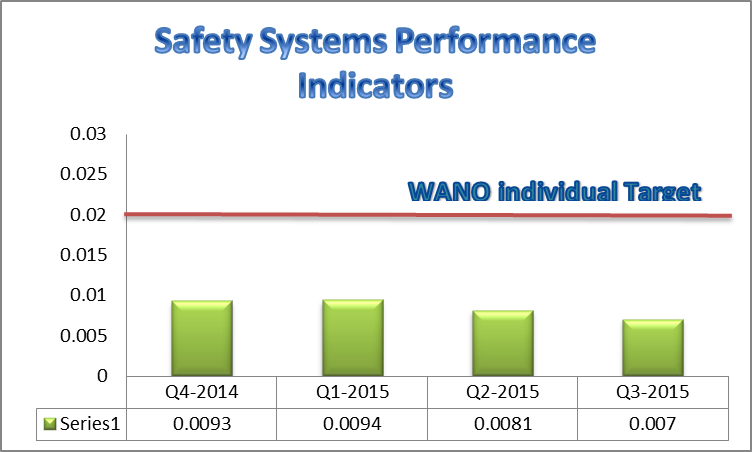 Safety Systems Performance
Indicators
0.03
0.025
WANO individual Target
0.02
0.015
0.01
0.005
0
Q4-2014 Q1-2015 Q2-2015 Q3-2015
Series1 0.0093 0.0094 0.0081 0.007